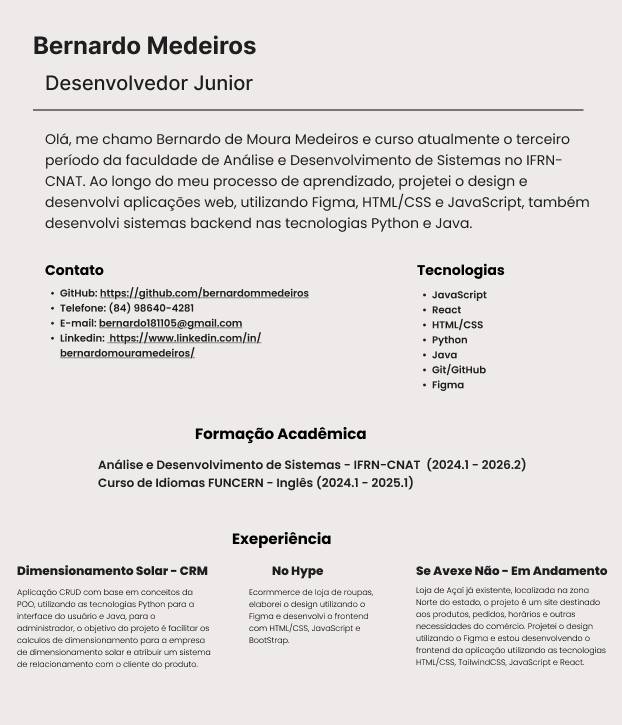 Bernardo Medeiros
Desenvolvedor Junior
Olá, me chamo Bernardo de Moura Medeiros e curso atualmente o terceiro
período da faculdade de Análise e Desenvolvimento de Sistemas no IFRN-
CNAT. Ao longo do meu processo de aprendizado, projetei o design e
desenvolvi aplicações web, utilizando Figma, HTML/CSS e JavaScript, também
desenvolvi sistemas backend nas tecnologias Python e Java.
Contato
• GitHub: https://github.com/bernardommedeiros
• Telefone: (84) 98640-4281
• E-mail: bernardo181105@gmail.com
• Linkedin: https://www.linkedin.com/in/
bernardomouramedeiros/
Tecnologias
• JavaScript
• React
• HTML/CSS
• Python
• Java
• Git/GitHub
• Figma
Formação Acadêmica
Análise e Desenvolvimento de Sistemas - IFRN-CNAT (2024.1 - 2026.2)
Curso de Idiomas FUNCERN - Inglês (2024.1 - 2025.1)
Exeperiência
Dimensionamento Solar - CRM
Aplicação CRUD com base em conceitos da
POO, utilizando as tecnologias Python para a
interface do usuário e Java, para o
administrador, o objetivo do projeto é facilitar os
calculos de dimensionamento para a empresa
de dimensionamento solar e atribuir um sistema
de relacionamento com o cliente do produto.
No Hype
Ecormmerce de loja de roupas,
elaborei o design utilizando o
Figma e desenvolvi o frontend
com HTML/CSS, JavaScript e
BootStrap.
Se Avexe Não - Em Andamento
Loja de Açaí já existente, localizada na zona
Norte do estado, o projeto é um site destinado
aos produtos, pedidos, horários e outras
necessidades do comércio. Projetei o design
utilizando o Figma e estou desenvolvendo o
frontend da aplicação utilizando as tecnologias
HTML/CSS, TailwindCSS, JavaScript e React.